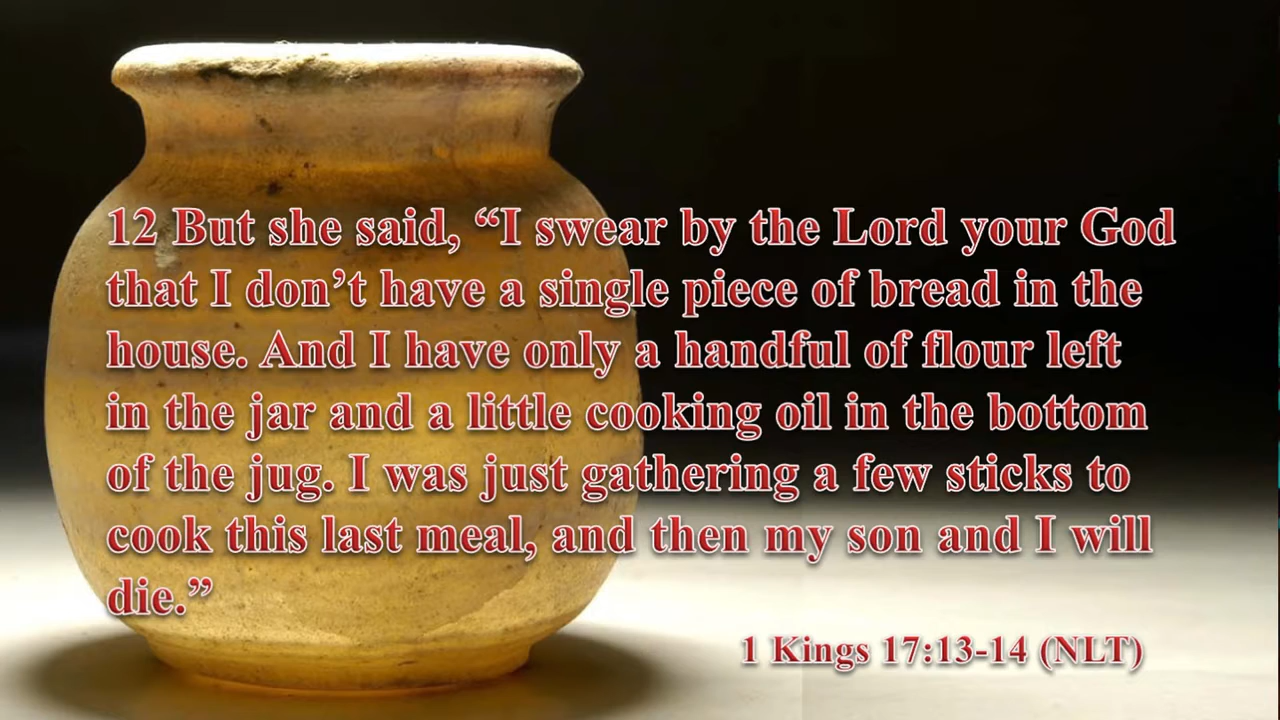 12 But she said, “I swear by the Lord your God
that I don’t have a single piece of bread in the
house. And I have only a handful of flour left
in the jar and a little cooking oil in the bottom
of the jug. I was just gathering a few sticks to
cook this last meal, and then my son and I will
die.”
1 Kings 17:13-14 (NLT)